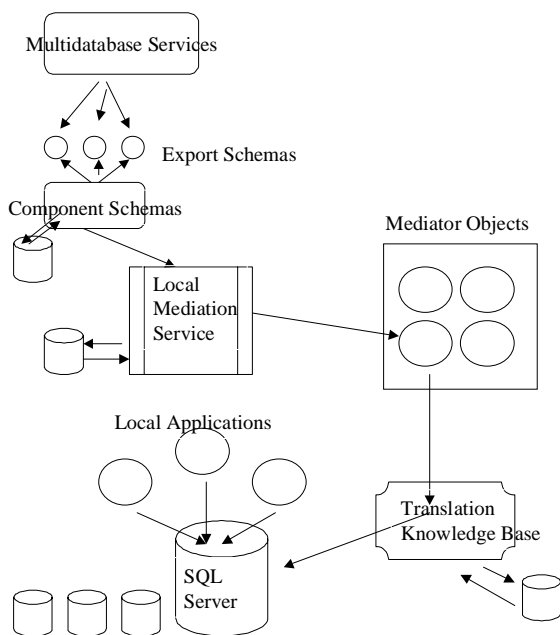 Multidatabase Services
Export Schemas
Component Schemas
Mediator Objects
Local
Mediation
Service
Local Applications
Translation
Knowledge Base
SQL
Server